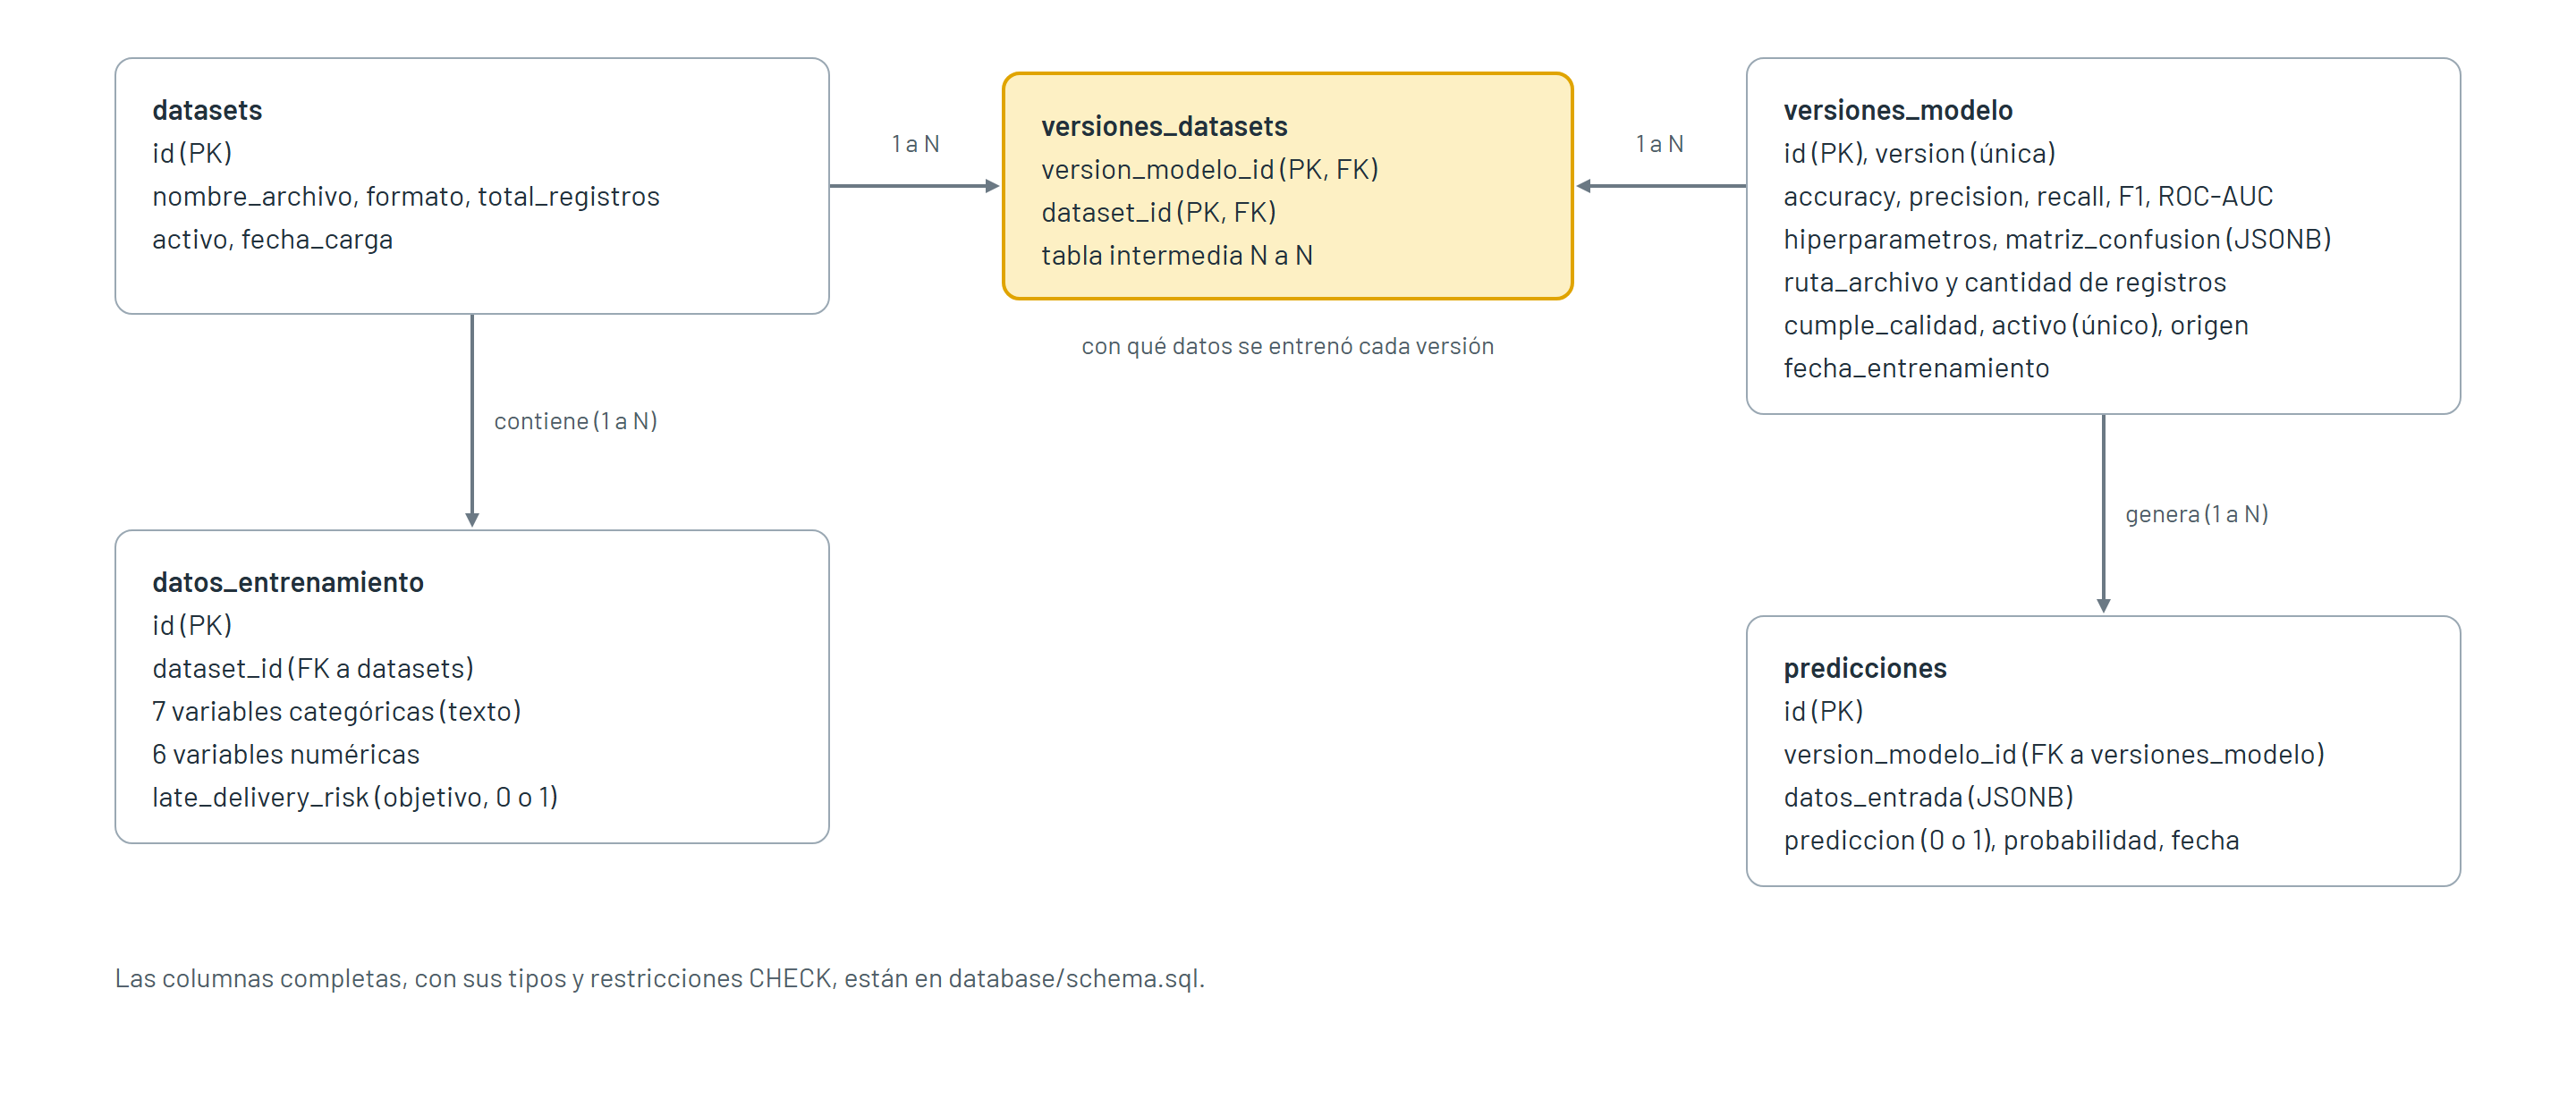 datasets
id (PK)
nombre_archivo, formato, total_registros
activo, fecha_carga
1 a N
versiones_datasets
version_modelo_id (PK, FK)
dataset_id (PK, FK)
tabla intermedia N a N
con qué datos se entrenó cada versión
1 a N
versiones_modelo
id (PK), version (única)
accuracy, precision, recall, F1, ROC-AUC
hiperparametros, matriz_confusion (JSONB)
ruta_archivo y cantidad de registros
cumple_calidad, activo (único), origen
fecha_entrenamiento
contiene (1 a N)
genera (1 a N)
datos_entrenamiento
id (PK)
dataset_id (FK a datasets)
7 variables categóricas (texto)
6 variables numéricas
late_delivery_risk (objetivo, 0 o 1)
predicciones
id (PK)
version_modelo_id (FK a versiones_modelo)
datos_entrada (JSONB)
prediccion (0 o 1), probabilidad, fecha
Las columnas completas, con sus tipos y restricciones CHECK, están en database/schema.sql.